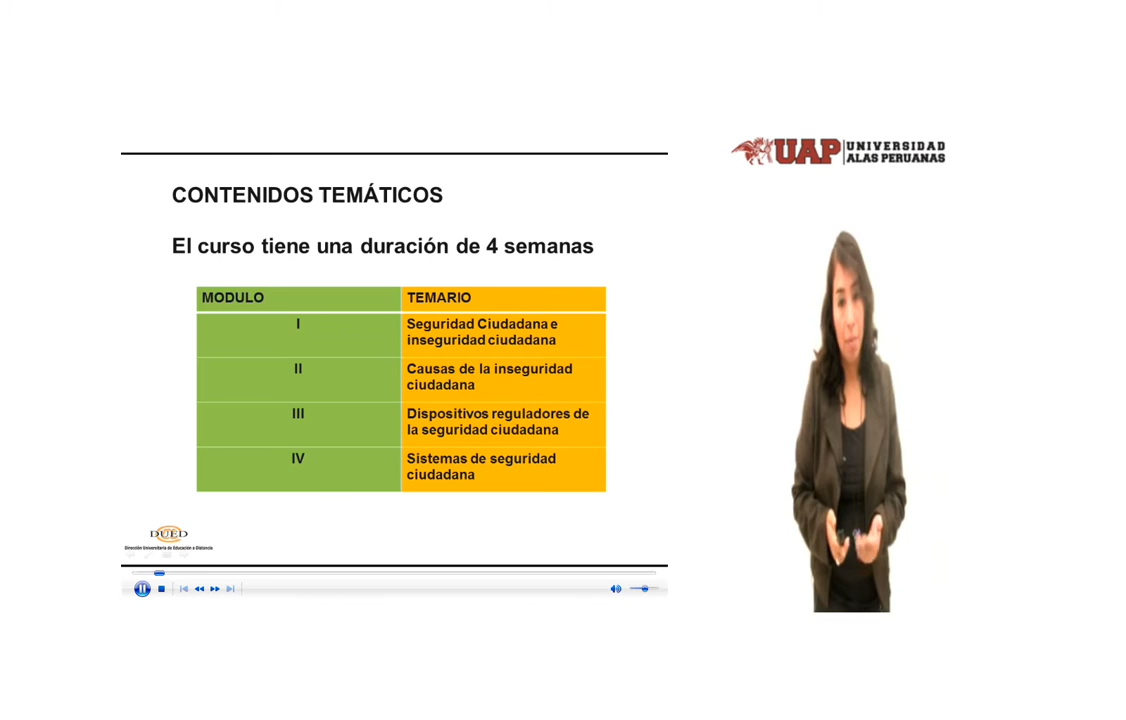 UAP UNIVERSIDAD
ALAS PERUANAS
CONTENIDOS TEMÁTICOS
El curso tiene una duración de 4 semanas
MODULO TEMARIO
I Seguridad Ciudadana e
inseguridad ciudadana
II Causas de la inseguridad
ciudadana
III Dispositivos reguladores de
la seguridad ciudadana
IV Sistemas de seguridad
ciudadana
DUED
Dirección Universitaria de Educación a Distancia